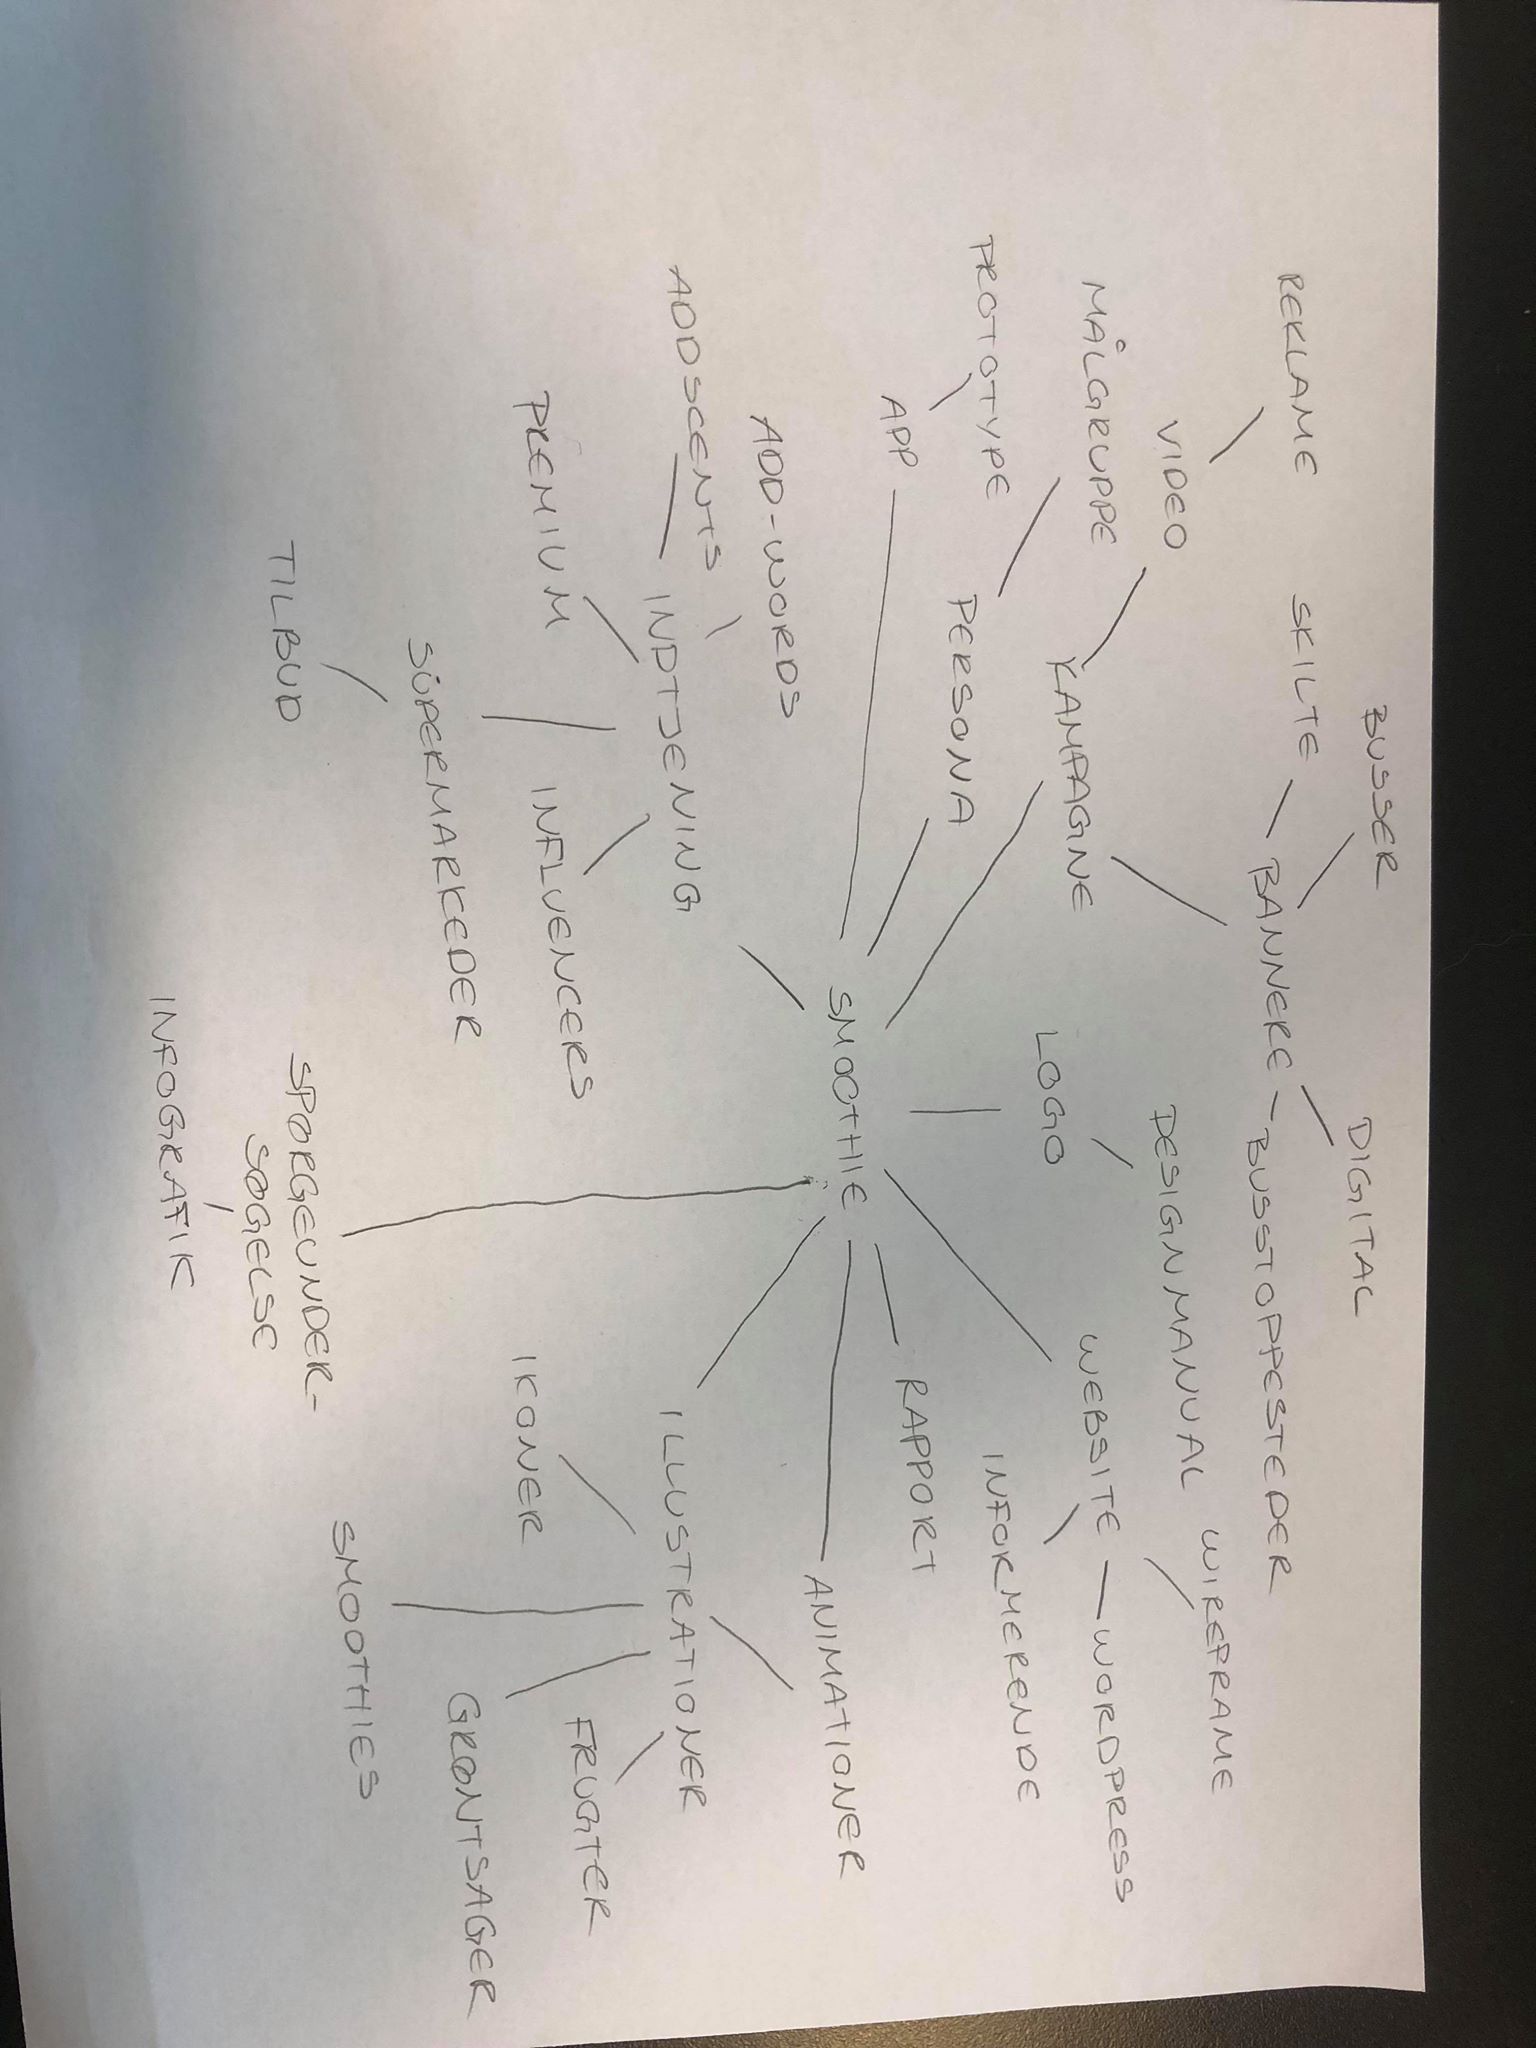 BUSSER
DIGITAL
REKLAME
SKILTE
BANNERE
BUSSTOPPESTEDER
VIDEO
DESIGNMANUAL
WIREFRAME
MÅLGRUPPE
KAMPAGNE
LOGO
WEBSITE
WORDPRESS
PROTOTYPE
PERSONA
INFORMERENDE
APP
RAPPORT
SMOOTHIE
ANIMATIONER
ADD-WORDS
ADDSCENTS
INDTJENING
ILLUSTRATIONER
PREMIUM
INFLUENCERS
IKONER
FRUGTER
SUPERMARKEDER
GRØNTSAGER
TILBUD
SPØRGEUNDER-
SØGELSE
SMOOTHIES
INFOGRAFIK